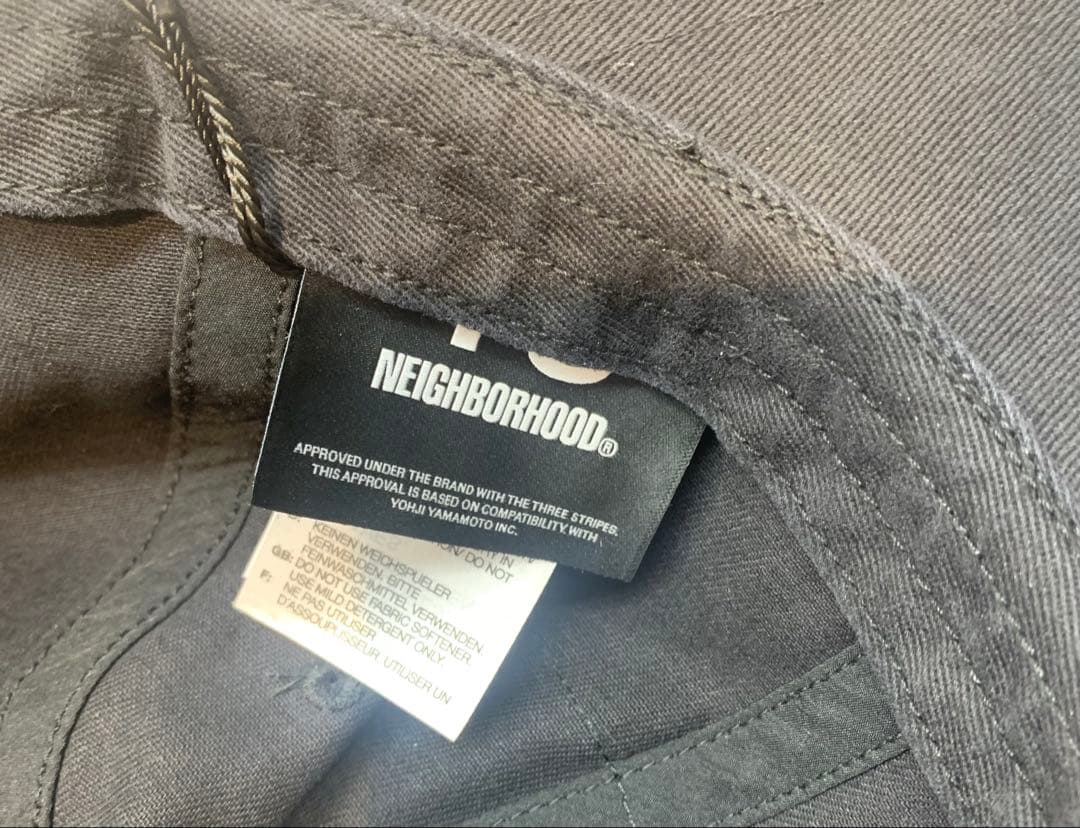 NEIGHBORHOOD®
APPROVED UNDER THE BRAND WITH THE THREE STRIPES.
THIS APPROVAL IS BASED ON COMPATIBILITY WITH
YOHJI YAMAMOTO INC.
DO NOT
KEINEN WEICHSPUELER
VERWENDEN, BITTE
FEINWASCHMITTEL VERWENDEN.
GB: DO NOT USE FABRIC SOFTENER.
USE MILD DETERGENT ONLY.
F: NE PAS UTILISER
D'ASSOUPLISSEUR, UTILISER UN